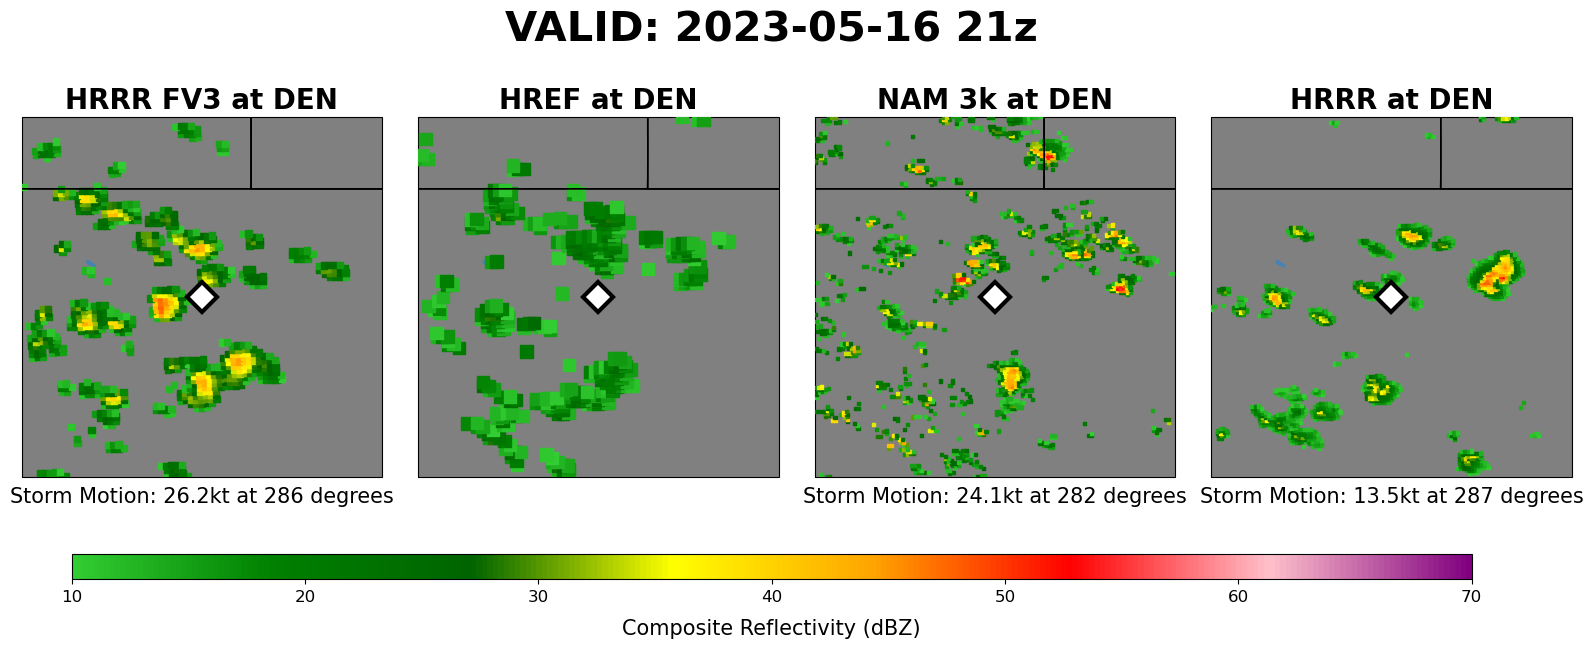 VALID: 2023-05-16 21z
HRRR FV3 at DEN
HREF at DEN
NAM 3k at DEN
HRRR at DEN
Storm Motion: 26.2kt at 286 degrees
Storm Motion: 24.1kt at 282 degrees
Storm Motion: 13.5kt at 287 degrees
10 20 30 40 50 60 70
Composite Reflectivity (dBZ)